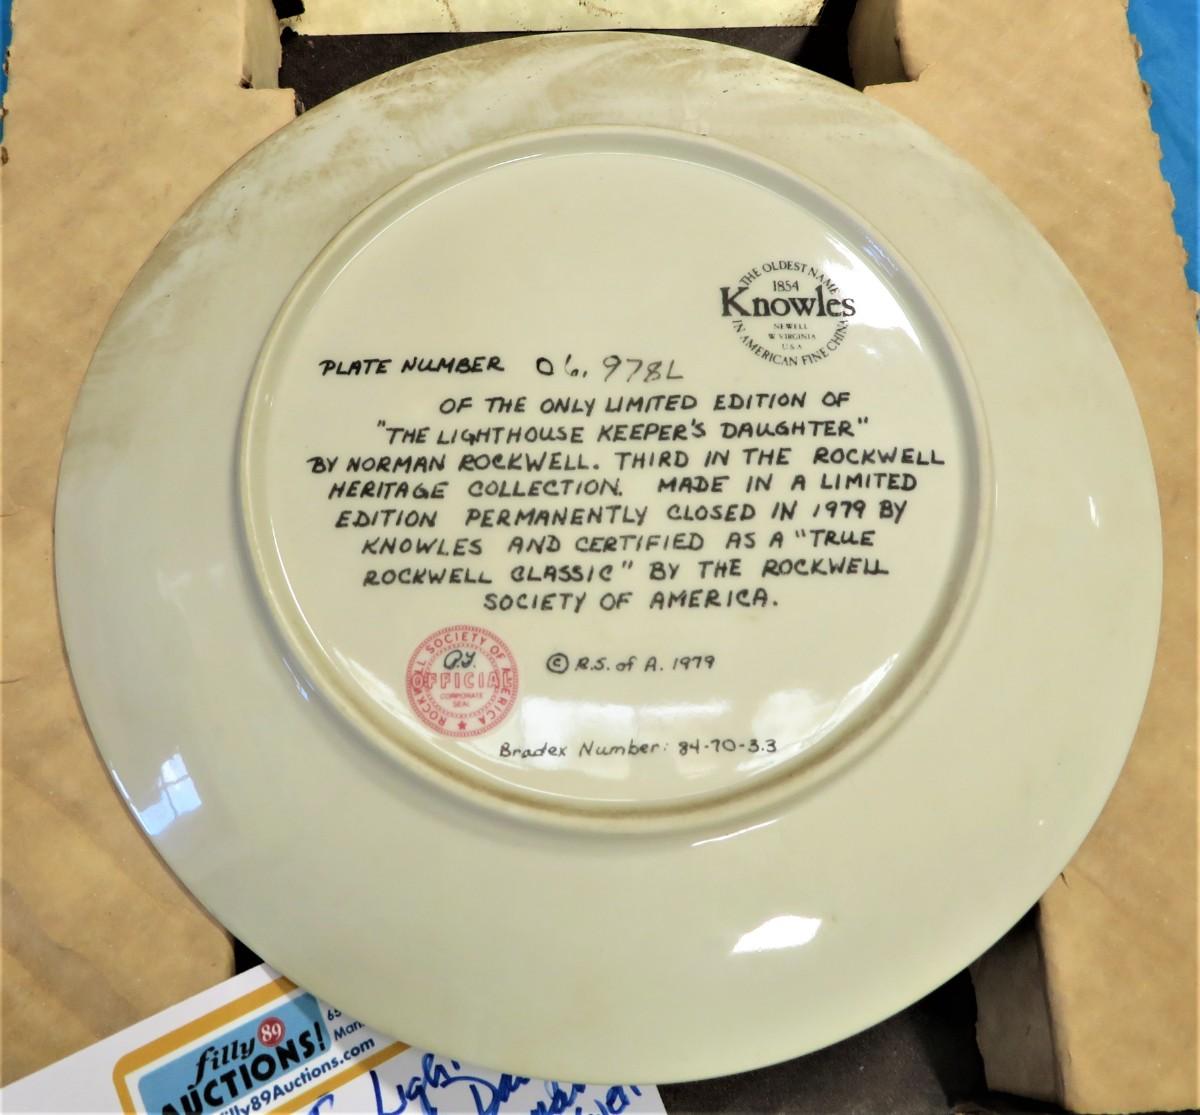 THE OLDEST NAME
1854
Knowles
NEWELL
W VIRGINIA
U.S.A
IN AMERICAN FINE CHINA
PLATE NUMBER 06,978L
OF THE ONLY LIMITED EDITION OF
"THE LIGHTHOUSE KEEPER'S DAUGHTER"
BY NORMAN ROCKWELL. THIRD IN THE ROCKWELL
HERITAGE COLLECTION. MADE IN A LIMITED
EDITION PERMANENTLY CLOSED IN 1979 BY
KNOWLES AND CERTIFIED AS A "TRUE
ROCKWELL CLASSIC" BY THE ROCKWELL
SOCIETY OF AMERICA.
ROCKWELL SOCIETY OF AMERICA
OFFICIAL
CORPORATE
SEAL
© R.S. of A. 1979
Bradex Number: 84-70-3.3
filly 89
AUCTIONS!
illy89Auctions.com